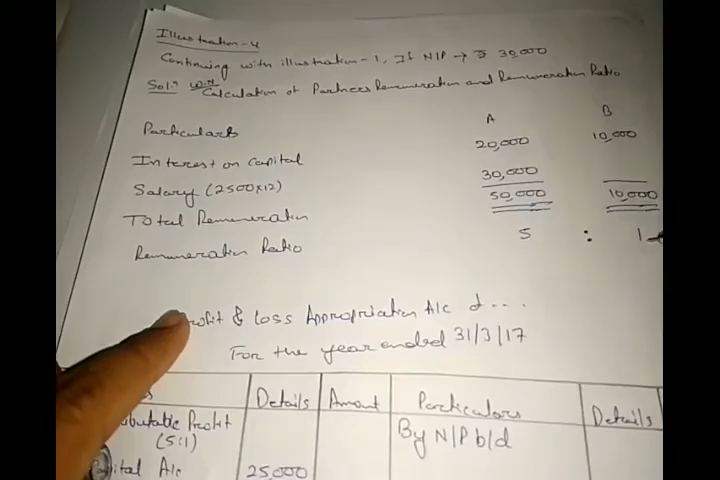 Illustration-4
Continuing with illustration-1, If N/P → ₹ 30,000
Sol:n WN Calculation of Partners Remuneration and Remuneration Ratio
Particulars A B
Interest on Capital 20,000 10,000
Salary (2500x12) 30,000 —
Total Remuneration 50,000 10,000
Remuneration Ratio 5 : 1
Profit & Loss Appropriation A/c
For the year ended 31/3/17
Details Amount Particulars Details
Profit By N/P b/d
(5:1)
A/c 25,000